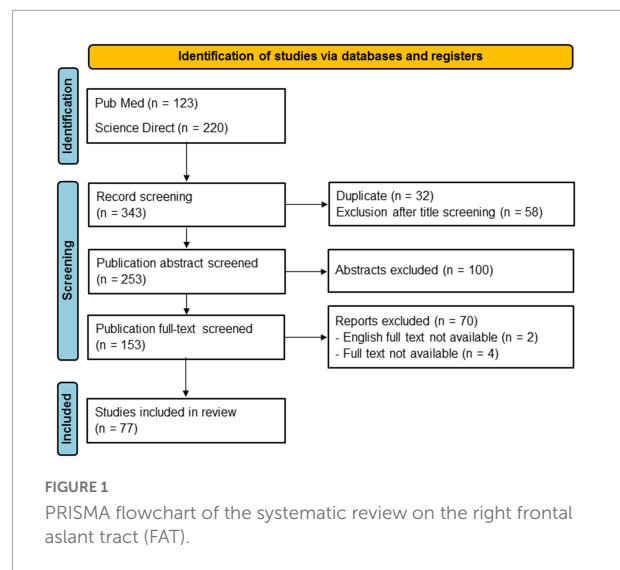 Identification of studies via databases and registers
Identification
Pub Med (n = 123)
Science Direct (n = 220)
Screening
Record screening
(n = 343)
Duplicate (n = 32)
Exclusion after title screening (n = 58)
Publication abstract screened
(n = 253)
Abstracts excluded (n = 100)
Publication full-text screened
(n = 153)
Reports excluded (n = 70)
- English full text not available (n = 2)
- Full text not available (n = 4)
Included
Studies included in review
(n = 77)
FIGURE 1
PRISMA flowchart of the systematic review on the right frontal
aslant tract (FAT).